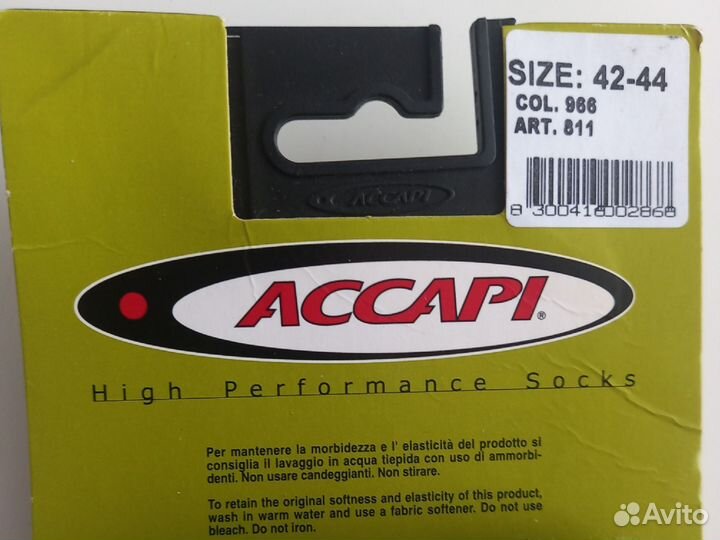 SIZE: 42-44
COL. 966
ART. 811
8 300416 002868
ACCAPI
ACCAPI®
High Performance Socks
Per mantenere la morbidezza e l' elasticità del prodotto si
consiglia il lavaggio in acqua tiepida con uso di ammorbi-
denti. Non usare candeggianti. Non stirare.
To retain the original softness and elasticity of this product,
wash in warm water and use a fabric softener. Do not use
bleach. Do not iron.
Avito